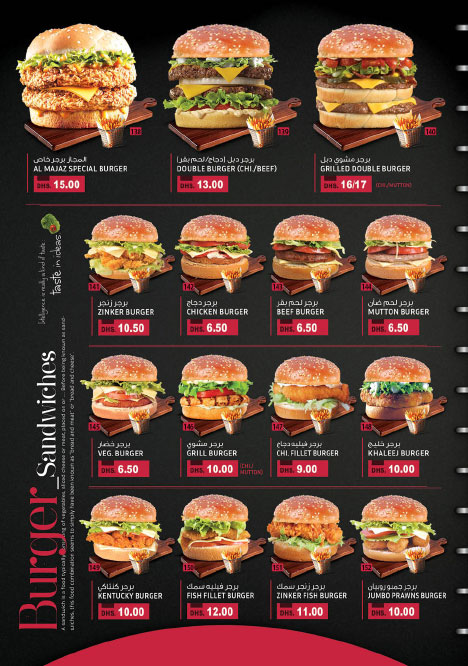 138
139
140
المجاز برجر خاص
AL MAJAZ SPECIAL BURGER
DHS. 15.00
برجر دبل (دجاج/لحم بقر)
DOUBLE BURGER (CHI./BEEF)
DHS. 13.00
برجر مشوي دبل
GRILLED DOUBLE BURGER
DHS. 16/17 (CHI./MUTTON)
taste in ideas
141
142
143
144
برجر زنجر
ZINKER BURGER
DHS. 10.50
برجر دجاج
CHICKEN BURGER
DHS. 6.50
برجر لحم بقر
BEEF BURGER
DHS. 6.50
برجر لحم ضأن
MUTTON BURGER
DHS. 6.50
145
146
147
148
برجر خضار
VEG. BURGER
DHS. 6.50
برجر مشوي
GRILL BURGER
DHS. 10.00 (CHI./
MUTTON)
برجر فيليه دجاج
CHI. FILLET BURGER
DHS. 9.00
برجر خليج
KHALEEJ BURGER
DHS. 10.00
149
150
151
152
برجر كنتاكي
KENTUCKY BURGER
DHS. 10.00
برجر فيليه سمك
FISH FILLET BURGER
DHS. 12.00
برجر زنجر سمك
ZINKER FISH BURGER
DHS. 11.00
برجر جمبو روبيان
JUMBO PRAWNS BURGER
DHS. 10.00
Burger
_Sandwiches
A sandwich is a food typically consisting of vegetables, sliced cheese or meat, placed on or ... Before being known as sand-
wiches, this food combination seems to simply have been known as "bread and meat" or "bread and cheese".